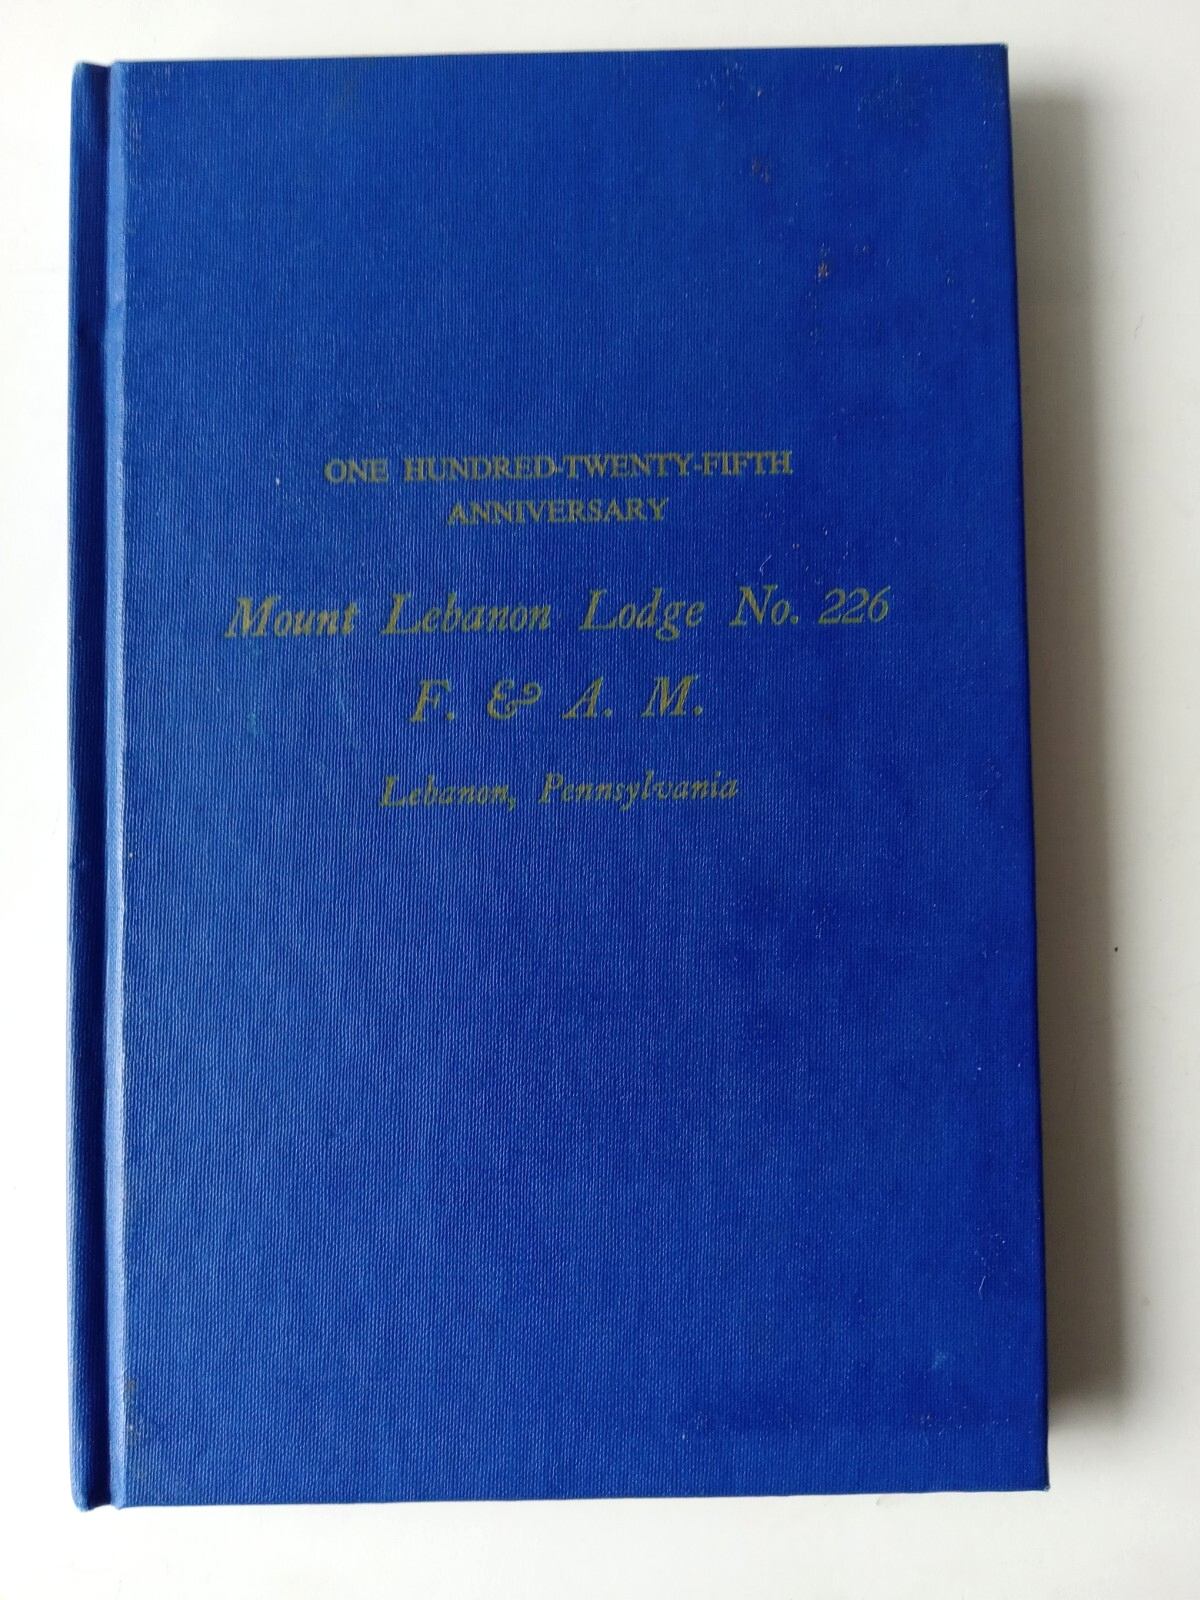 ONE HUNDRED-TWENTY-FIFTH
ANNIVERSARY
Mount Lebanon Lodge No. 226
F. & A. M.
Lebanon, Pennsylvania